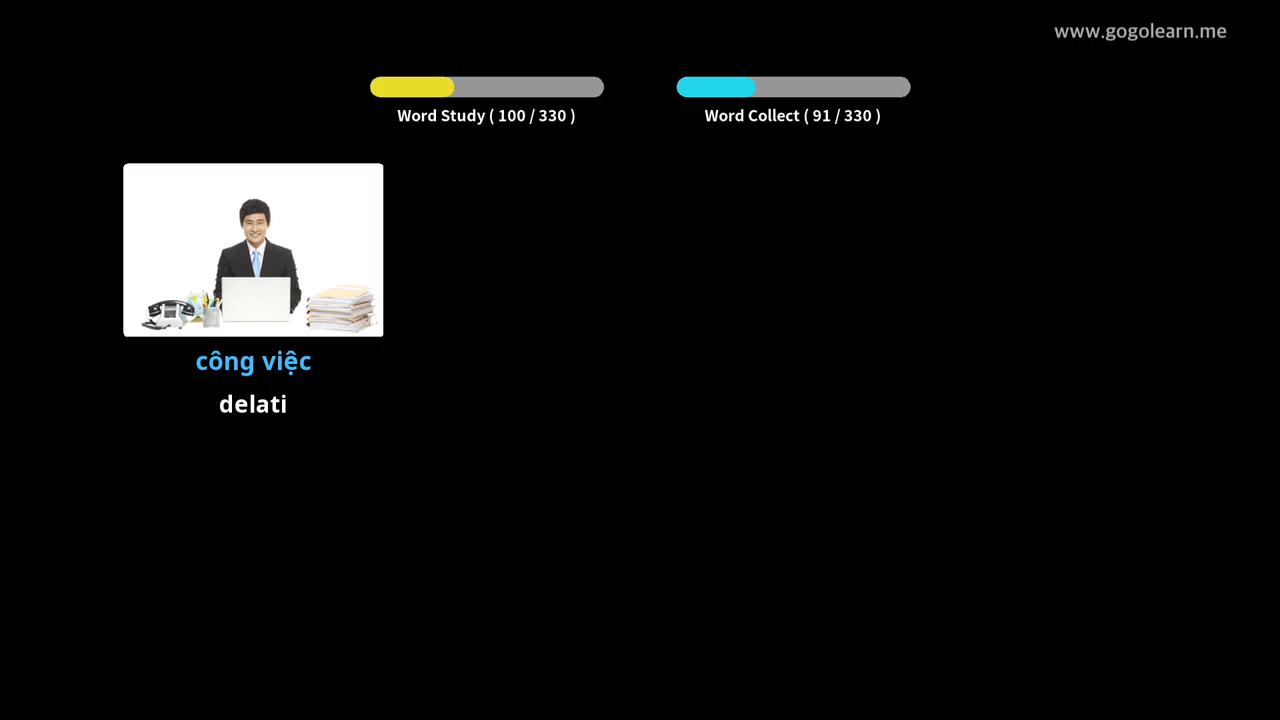 www.gogolearn.me
Word Study ( 100 / 330 )
Word Collect ( 91 / 330 )
công việc
delati